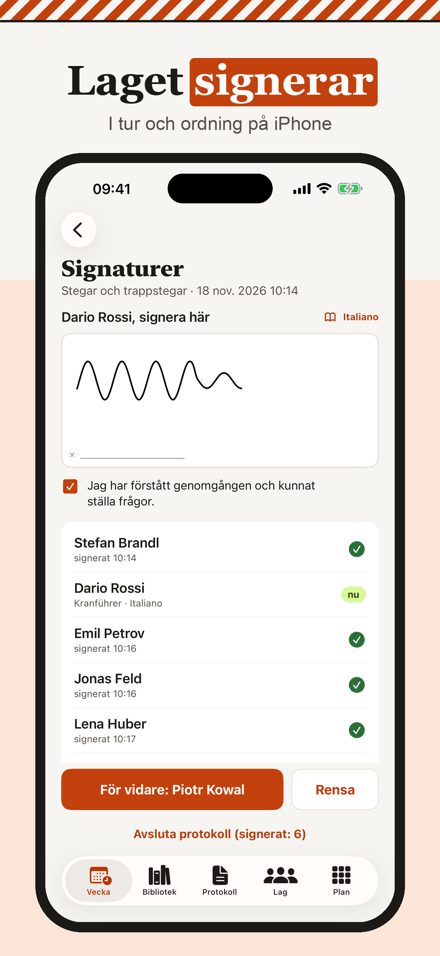 Laget signerar
I tur och ordning på iPhone
09:41
Signaturer
Stegar och trappstegar · 18 nov. 2026 10:14
Dario Rossi, signera här
Italiano
×
Jag har förstått genomgången och kunnat
ställa frågor.
Stefan Brandl
signerat 10:14
Dario Rossi
Kranführer · Italiano
nu
Emil Petrov
signerat 10:16
Jonas Feld
signerat 10:16
Lena Huber
signerat 10:17
För vidare: Piotr Kowal
Rensa
Avsluta protokoll (signerat: 6)
Vecka
Bibliotek
Protokoll
Lag
Plan